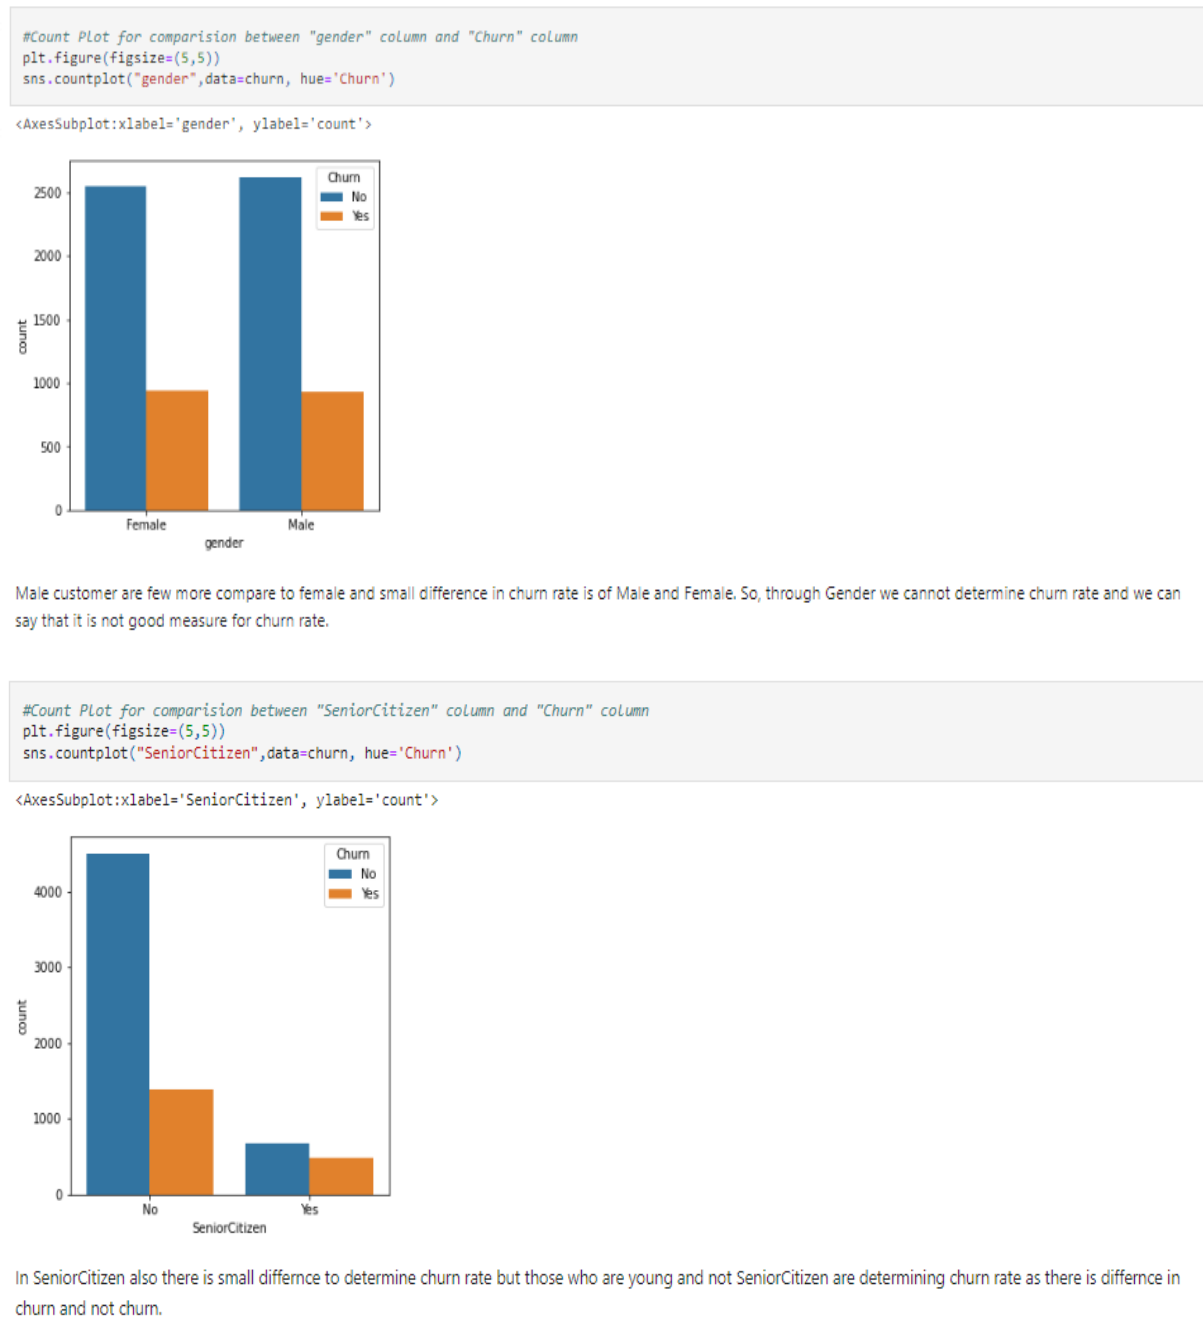 #Count Plot for comparision between "gender" column and "Churn" column
plt.figure(figsize=(5,5))
sns.countplot("gender",data=churn, hue='Churn')
<AxesSubplot:xlabel='gender', ylabel='count'>
Churn
No
Yes
2500
2000
1500
1000
500
0
count
Female Male
gender
Male customer are few more compare to female and small difference in churn rate is of Male and Female. So, through Gender we cannot determine churn rate and we can
say that it is not good measure for churn rate.
#Count Plot for comparision between "SeniorCitizen" column and "Churn" column
plt.figure(figsize=(5,5))
sns.countplot("SeniorCitizen",data=churn, hue='Churn')
<AxesSubplot:xlabel='SeniorCitizen', ylabel='count'>
Churn
No
Yes
4000
3000
2000
1000
0
count
No Yes
SeniorCitizen
In SeniorCitizen also there is small differnce to determine churn rate but those who are young and not SeniorCitizen are determining churn rate as there is differnce in
churn and not churn.